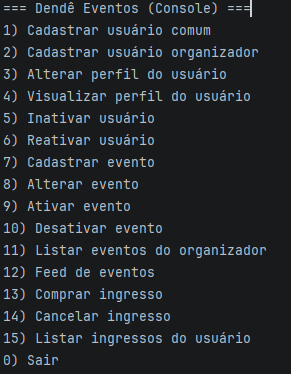 === Dendê Eventos (Console) ===
1) Cadastrar usuário comum
2) Cadastrar usuário organizador
3) Alterar perfil do usuário
4) Visualizar perfil do usuário
5) Inativar usuário
6) Reativar usuário
7) Cadastrar evento
8) Alterar evento
9) Ativar evento
10) Desativar evento
11) Listar eventos do organizador
12) Feed de eventos
13) Comprar ingresso
14) Cancelar ingresso
15) Listar ingressos do usuário
0) Sair